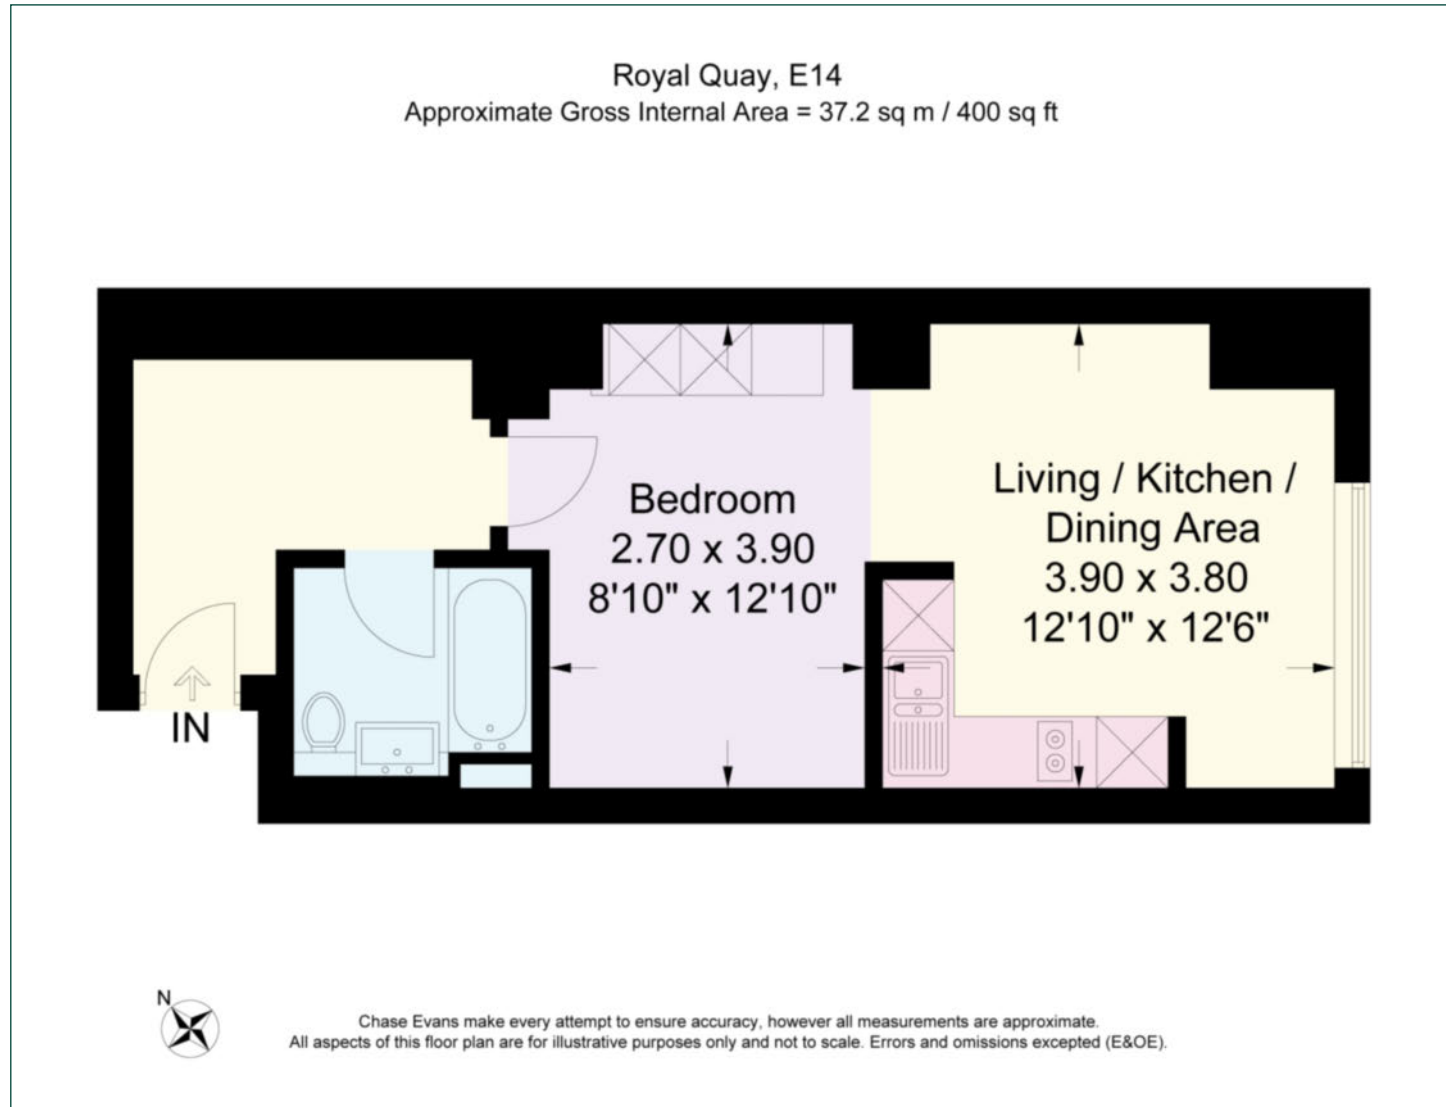 Royal Quay, E14
Approximate Gross Internal Area = 37.2 sq m / 400 sq ft
Bedroom
2.70 x 3.90
8'10" x 12'10"
Living / Kitchen /
Dining Area
3.90 x 3.80
12'10" x 12'6"
IN
N
Chase Evans make every attempt to ensure accuracy, however all measurements are approximate.
All aspects of this floor plan are for illustrative purposes only and not to scale. Errors and omissions excepted (E&OE).